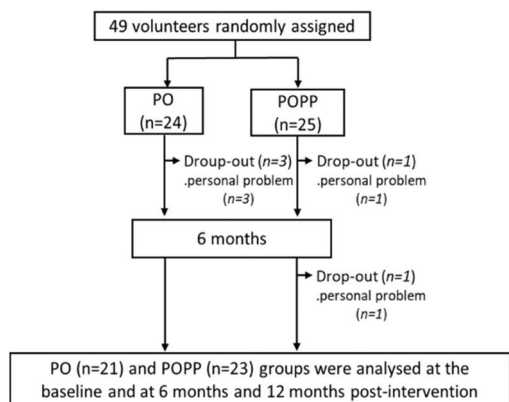 49 volunteers randomly assigned
PO
(n=24)
POPP
(n=25)
Droup-out (n=3)
.personal problem
(n=3)
Drop-out (n=1)
.personal problem
(n=1)
6 months
Drop-out (n=1)
.personal problem
(n=1)
PO (n=21) and POPP (n=23) groups were analysed at the
baseline and at 6 months and 12 months post-intervention